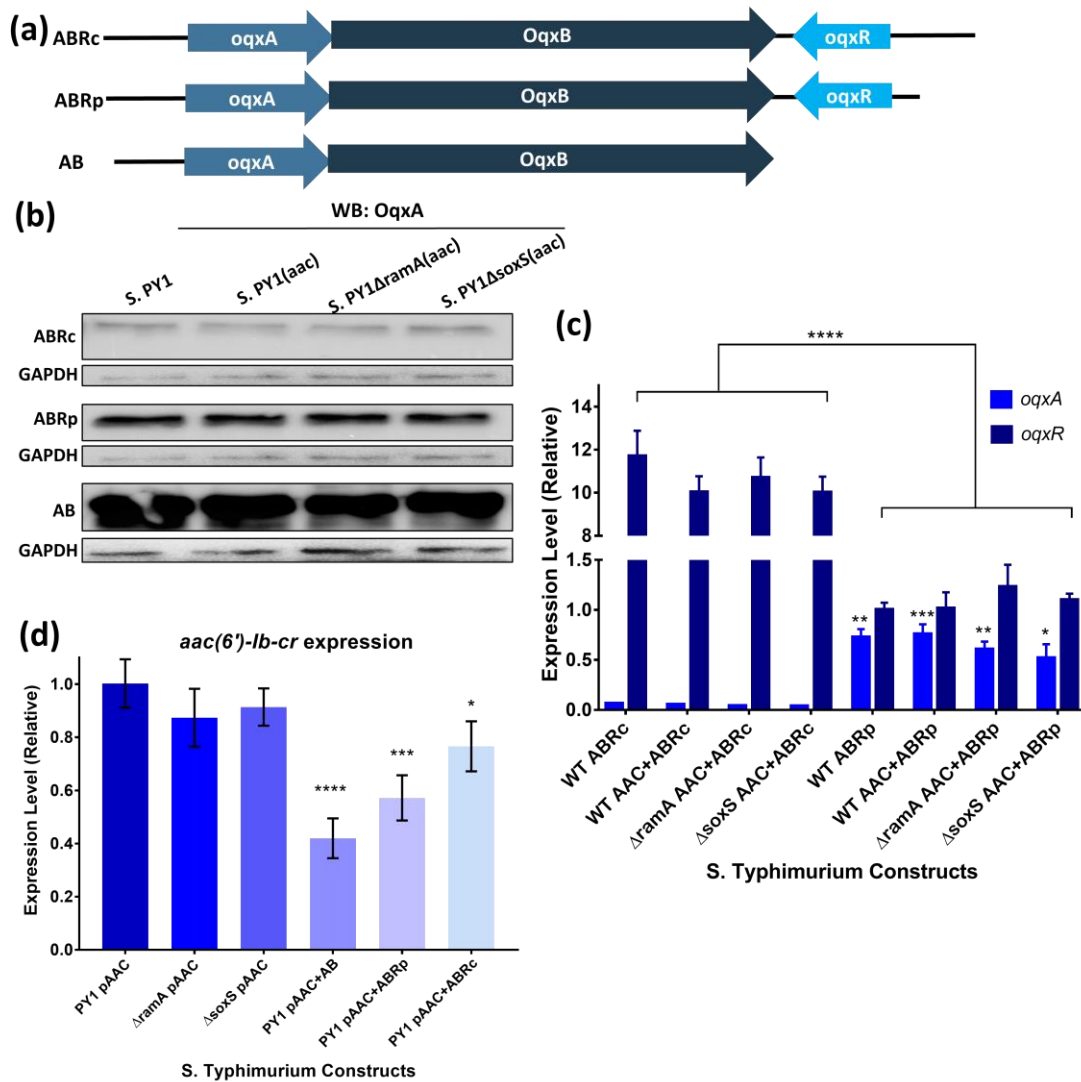 (a)
ABRc
oqxA
OqxB
oqxR
ABRp
oqxA
OqxB
oqxR
AB
oqxA
OqxB
(b)
WB: OqxA
S. PY1
S. PY1(aac)
S. PY1ΔramA(aac)
S. PY1ΔsoxS(aac)
ABRc
GAPDH
ABRp
GAPDH
AB
GAPDH
(c)
****
oqxA
oqxR
Expression Level (Relative)
14
12
10
8
1.5
1.0
0.5
0.0
**
***
**
*
WT ABRc
WT AAC+ABRc
ΔramA AAC+ABRc
ΔsoxS AAC+ABRc
WT ABRp
WT AAC+ABRp
ΔramA AAC+ABRp
ΔsoxS AAC+ABRp
S. Typhimurium Constructs
(d)
aac(6')-Ib-cr expression
Expression Level (Relative)
1.0
0.8
0.6
0.4
0.2
0.0
****
***
*
PY1 pAAC
ΔramA pAAC
ΔsoxS pAAC
PY1 pAAC+AB
PY1 pAAC+ABRp
PY1 pAAC+ABRc
S. Typhimurium Constructs